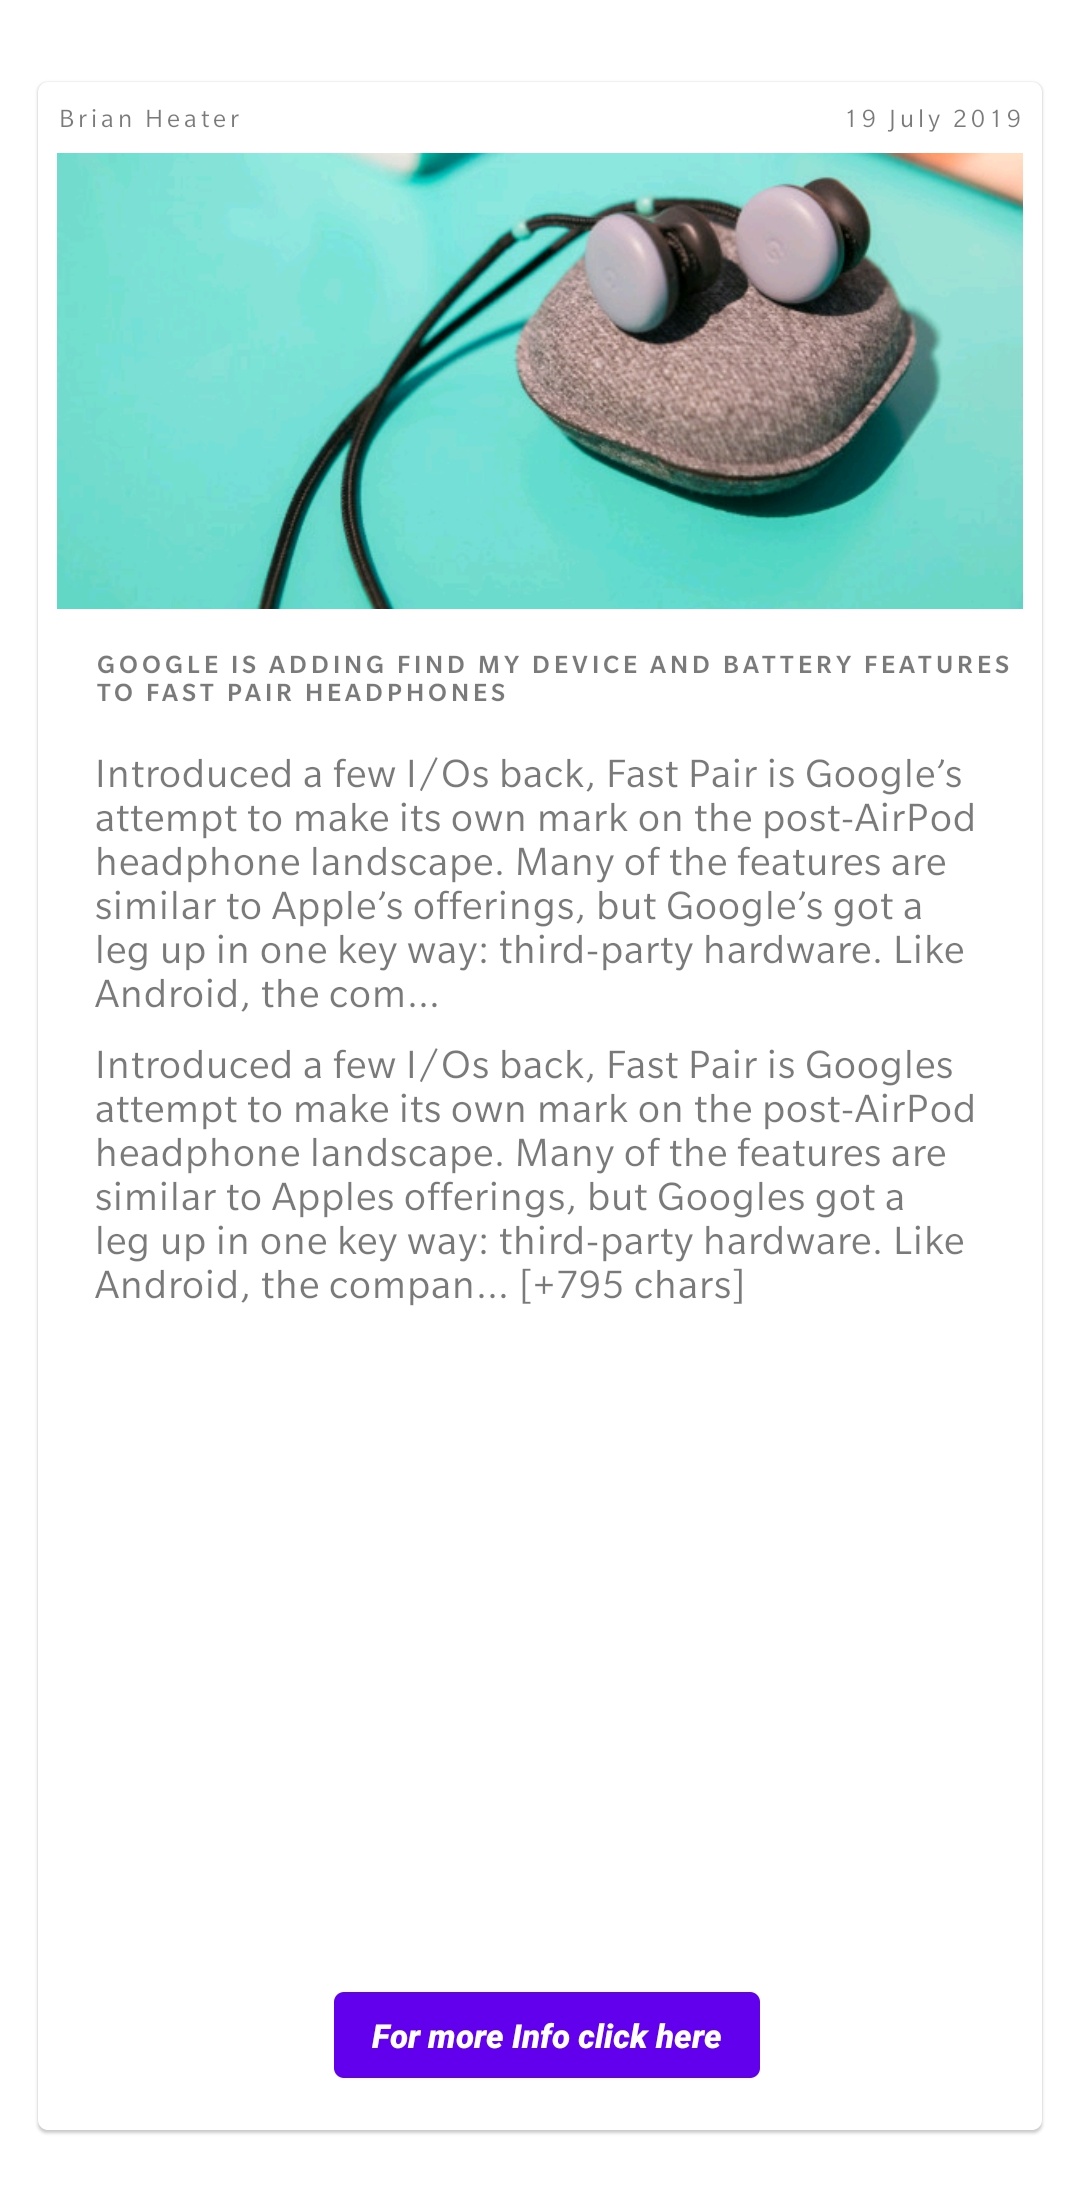 Brian Heater
19 July 2019
GOOGLE IS ADDING FIND MY DEVICE AND BATTERY FEATURES
TO FAST PAIR HEADPHONES
Introduced a few I/Os back, Fast Pair is Google’s
attempt to make its own mark on the post-AirPod
headphone landscape. Many of the features are
similar to Apple’s offerings, but Google’s got a
leg up in one key way: third-party hardware. Like
Android, the com…
Introduced a few I/Os back, Fast Pair is Googles
attempt to make its own mark on the post-AirPod
headphone landscape. Many of the features are
similar to Apples offerings, but Googles got a
leg up in one key way: third-party hardware. Like
Android, the compan… [+795 chars]
For more Info click here